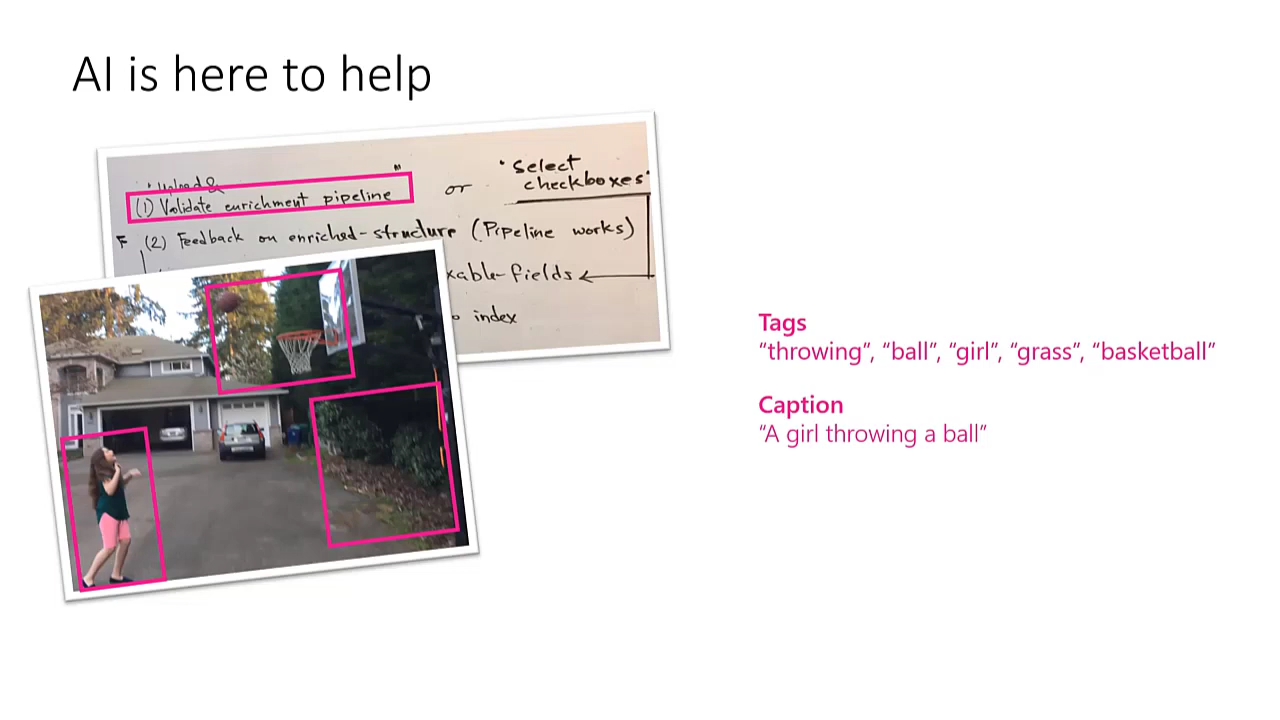 AI is here to help
• Upload &
(1) Validate enrichment pipeline "
or
• Select
checkboxes
F (2) Feedback on enriched-structure (Pipeline works)
xable-fields
index
Tags
“throwing”, “ball”, “girl”, “grass”, “basketball”
Caption
“A girl throwing a ball”